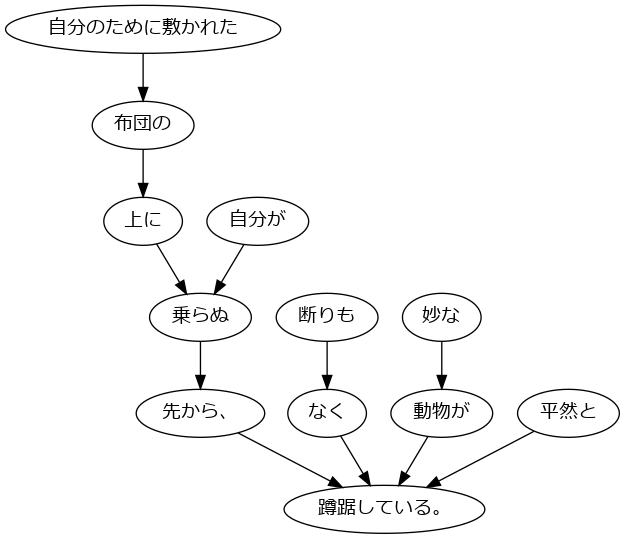 自分のために敷かれた
布団の
上に
自分が
乗らぬ
断りも
妙な
先から、
なく
動物が
平然と
蹲踞している。